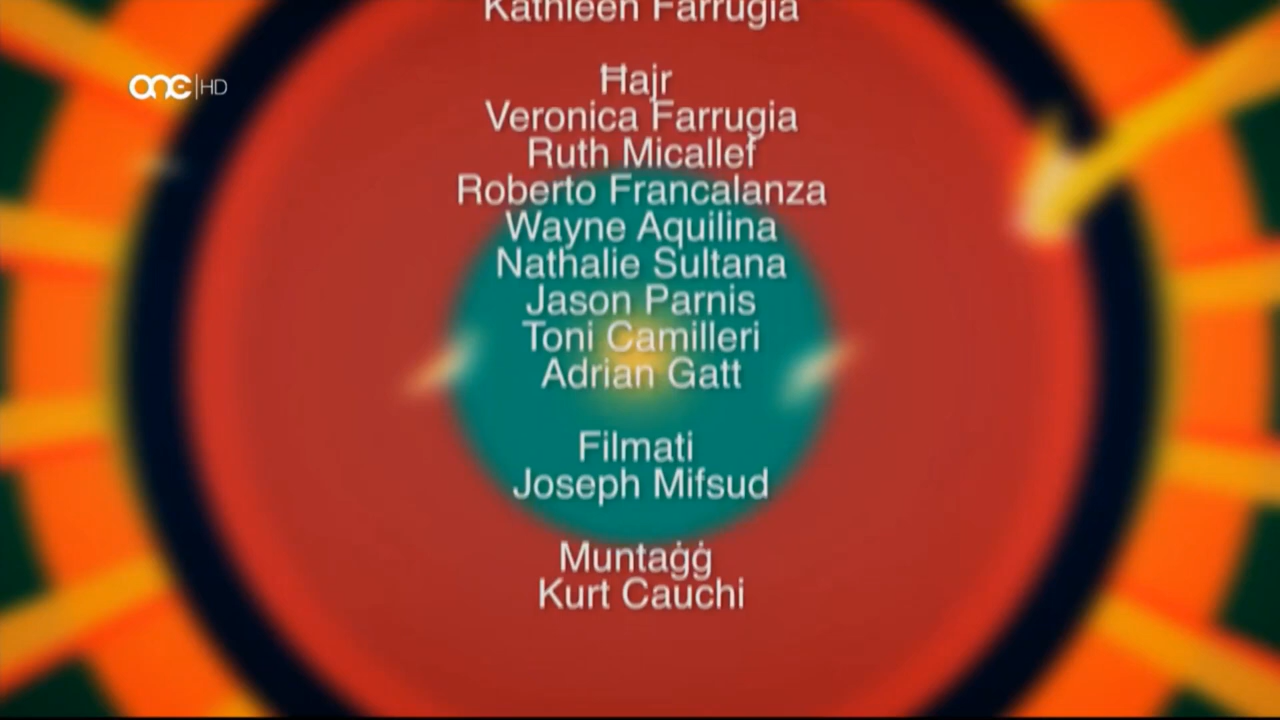 Kathleen Farrugia
one|HD
Ħajr
Veronica Farrugia
Ruth Micallef
Roberto Francalanza
Wayne Aquilina
Nathalie Sultana
Jason Parnis
Toni Camilleri
Adrian Gatt
Filmati
Joseph Mifsud
Muntaġġ
Kurt Cauchi